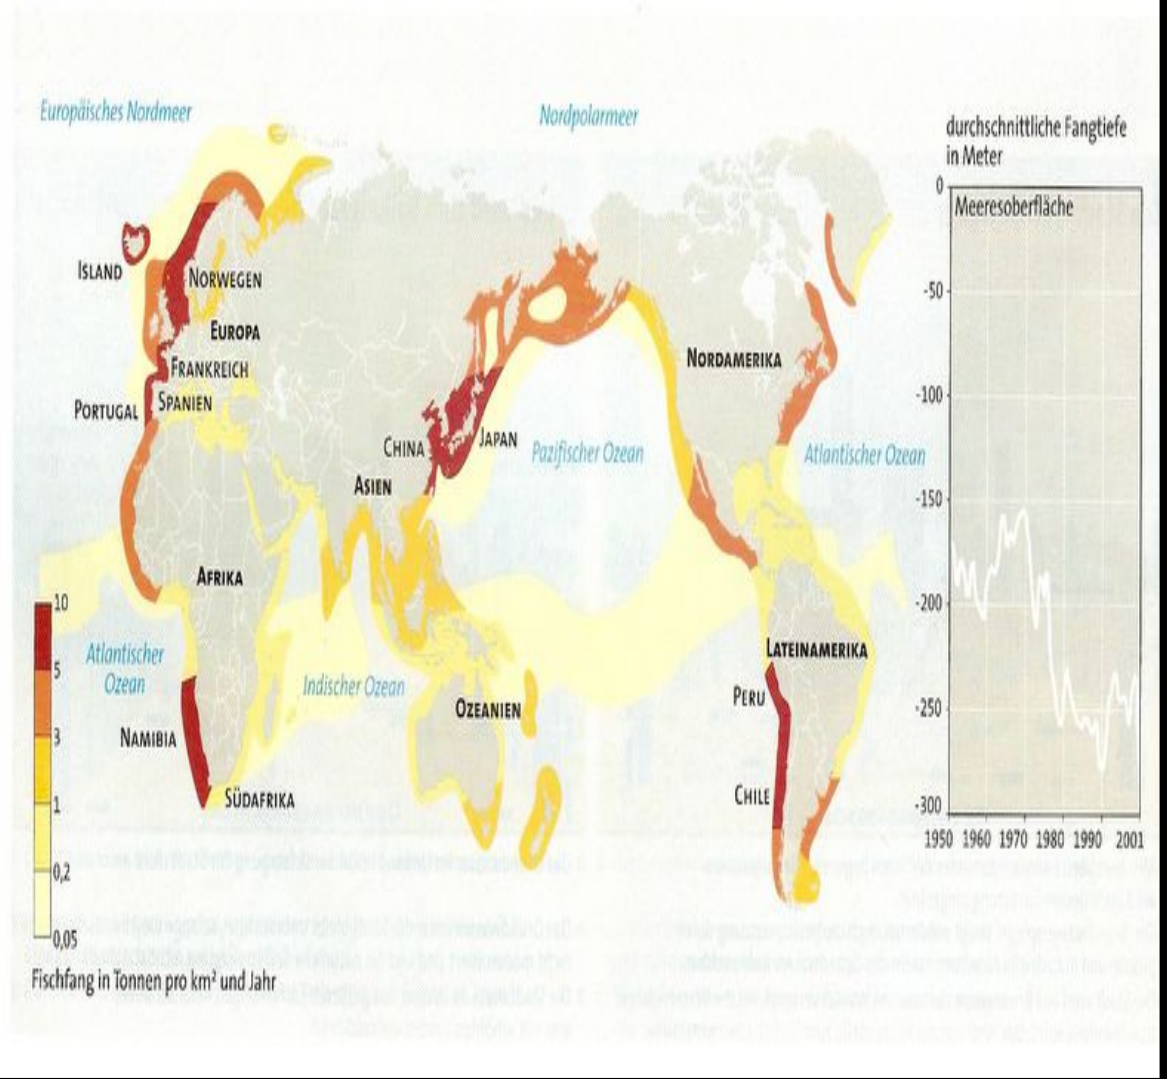 Europäisches Nordmeer
Nordpolarmeer
ISLAND
NORWEGEN
EUROPA
FRANKREICH
PORTUGAL
SPANIEN
CHINA
JAPAN
ASIEN
Pazifischer Ozean
NORDAMERIKA
Atlantischer Ozean
AFRIKA
Atlantischer
Ozean
Indischer Ozean
NAMIBIA
SÜDAFRIKA
OZEANIEN
LATEINAMERIKA
PERU
CHILE
10
5
3
1
0,2
0,05
Fischfang in Tonnen pro km² und Jahr
durchschnittliche Fangtiefe
in Meter
Meeresoberfläche
0
-50
-100
-150
-200
-250
-300
1950 1960 1970 1980 1990 2001